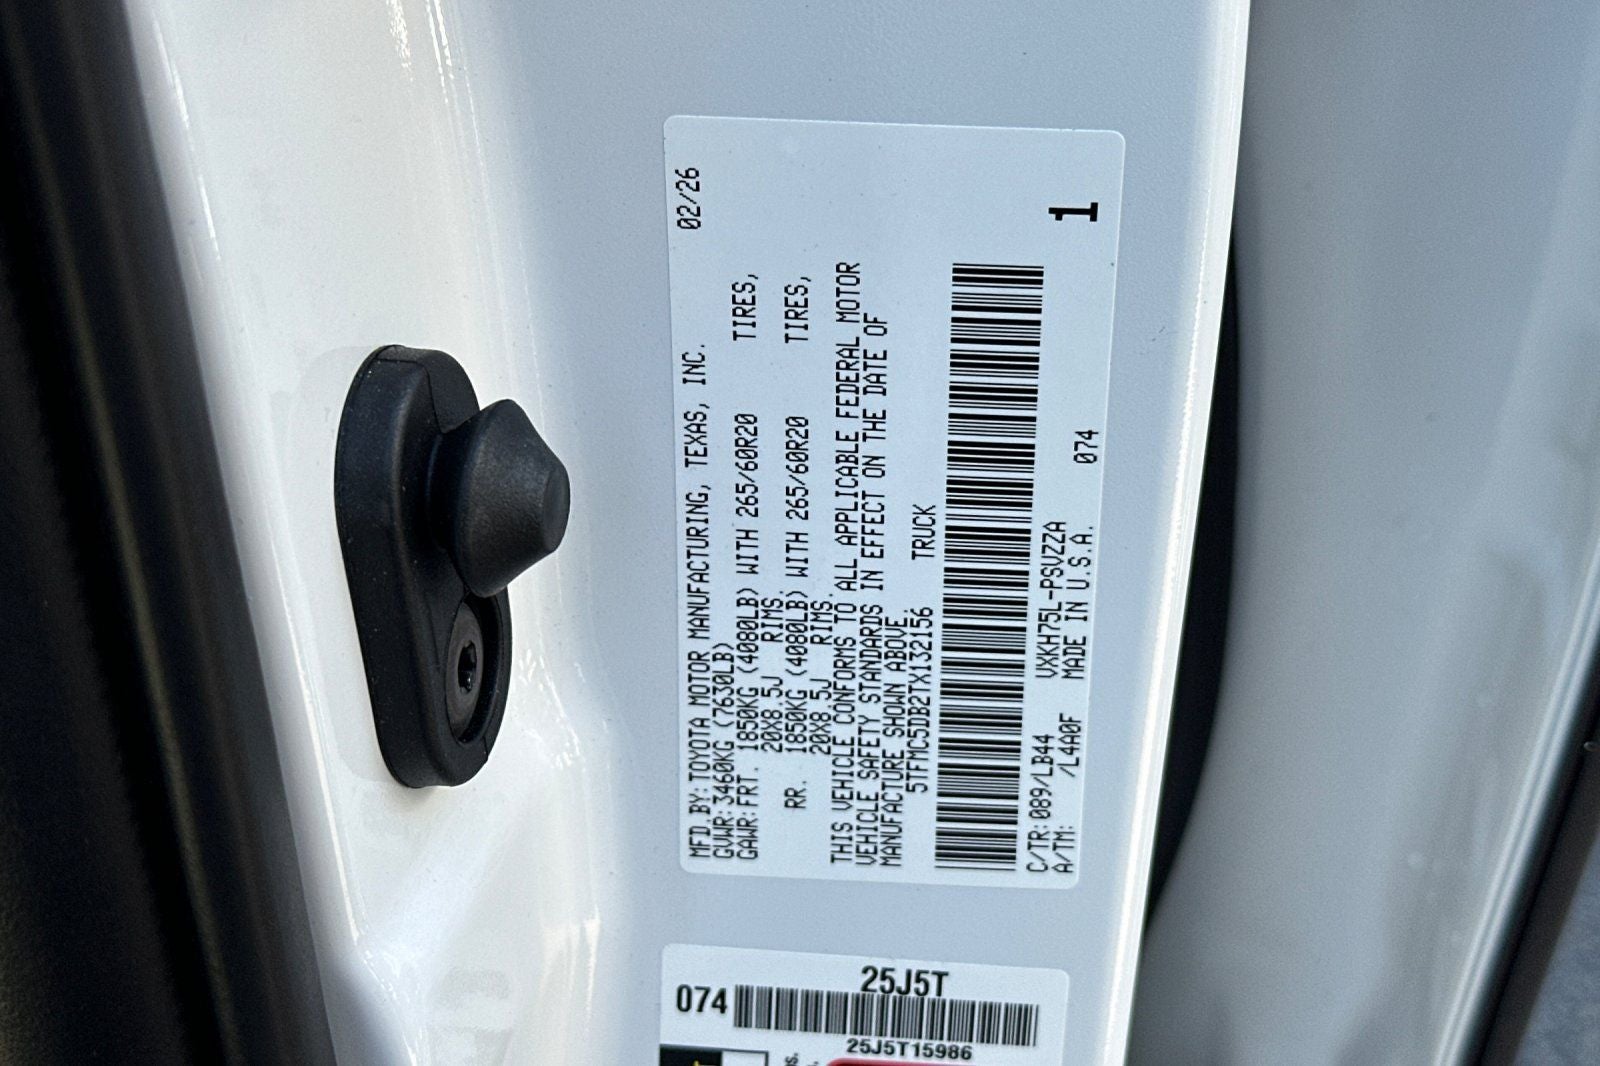 MFD.BY:TOYOTA MOTOR MANUFACTURING, TEXAS, INC. 02/26
GVWR:3460KG (7630LB)
GAWR:FRT. 1850KG (4080LB) WITH 265/60R20 TIRES,
20X8.5J RIMS.
RR. 1850KG (4080LB) WITH 265/60R20 TIRES,
20X8.5J RIMS.
THIS VEHICLE CONFORMS TO ALL APPLICABLE FEDERAL MOTOR
VEHICLE SAFETY STANDARDS IN EFFECT ON THE DATE OF
MANUFACTURE SHOWN ABOVE.
5TFMC5DB2TX132156 TRUCK
C/TR:089/LB44 VXKH75L-PSVZZA 074
A/TM: /L4A0F MADE IN U.S.A.
1
25J5T
074
25J5T15986